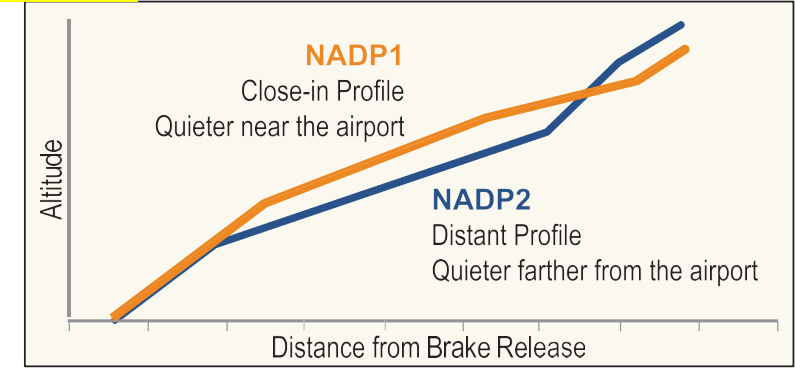 NADP1
Close-in Profile
Quieter near the airport
Altitude
NADP2
Distant Profile
Quieter farther from the airport
Distance from Brake Release